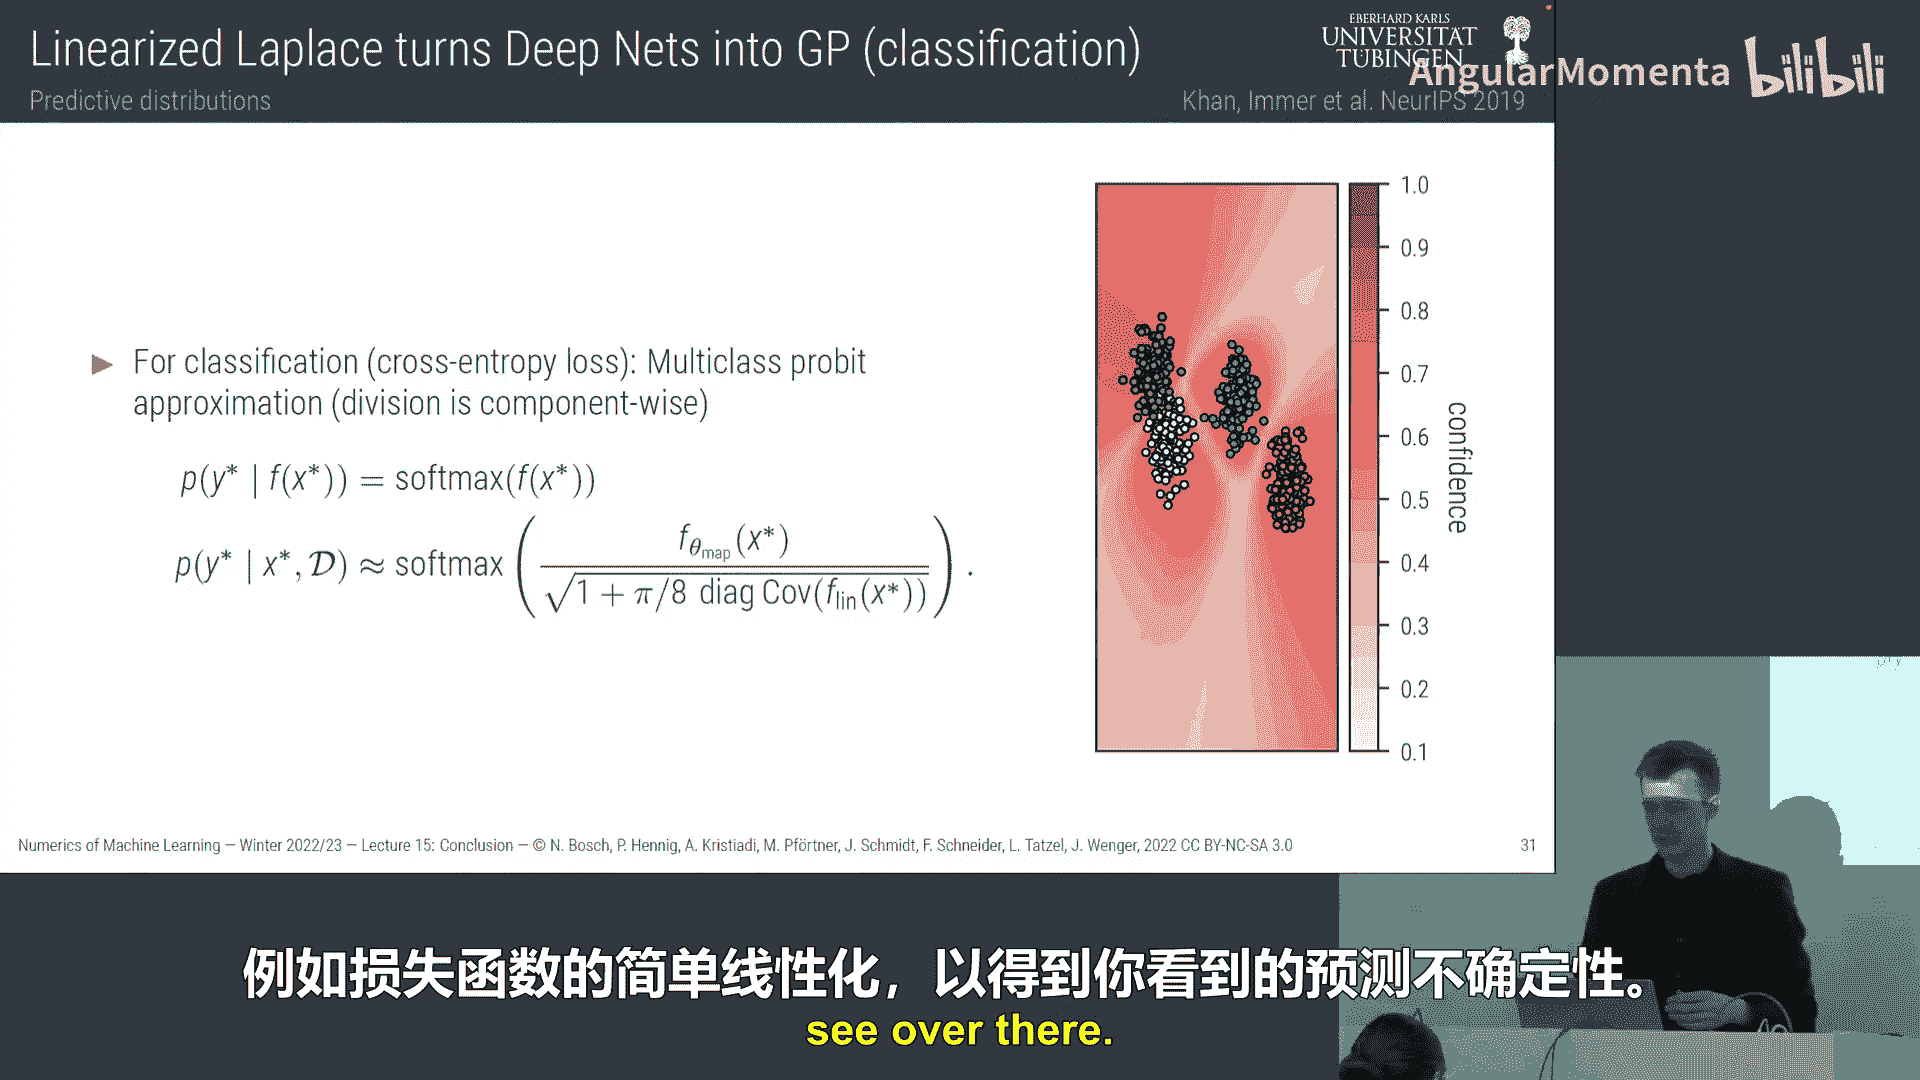 Linearized Laplace turns Deep Nets into GP (classification)
Predictive distributions
EBERHARD KARLS
UNIVERSITÄT
TÜBINGEN
AngularMomenta bilibili
Khan, Immer et al. NeurIPS 2019
▶ For classification (cross-entropy loss): Multiclass probit
approximation (division is component-wise)
p(y* | f(x*)) = softmax(f(x*))
p(y* | x*, 𝒟) ≈ softmax ( f_θmap(x*) / √(1 + π/8 diag Cov(f_lin(x*))) ) .
1.0
0.9
0.8
0.7
0.6
0.5
0.4
0.3
0.2
0.1
confidence
Numerics of Machine Learning — Winter 2022/23 — Lecture 15: Conclusion — © N. Bosch, P. Hennig, A. Kristiadi, M. Pförtner, J. Schmidt, F. Schneider, L. Tatzel, J. Wenger, 2022 CC BY-NC-SA 3.0
31
例如损失函数的简单线性化，以得到你看到的预测不确定性。
see over there.